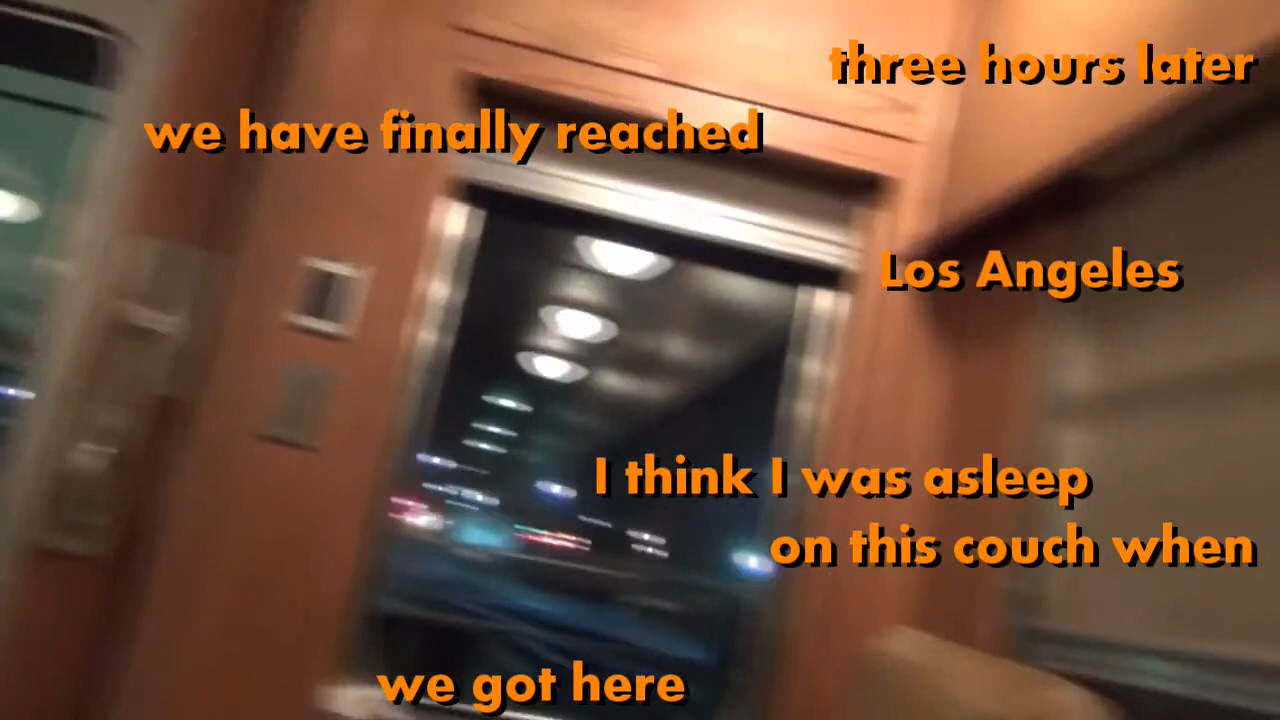 three hours later
we have finally reached
Los Angeles
I think I was asleep
on this couch when
we got here